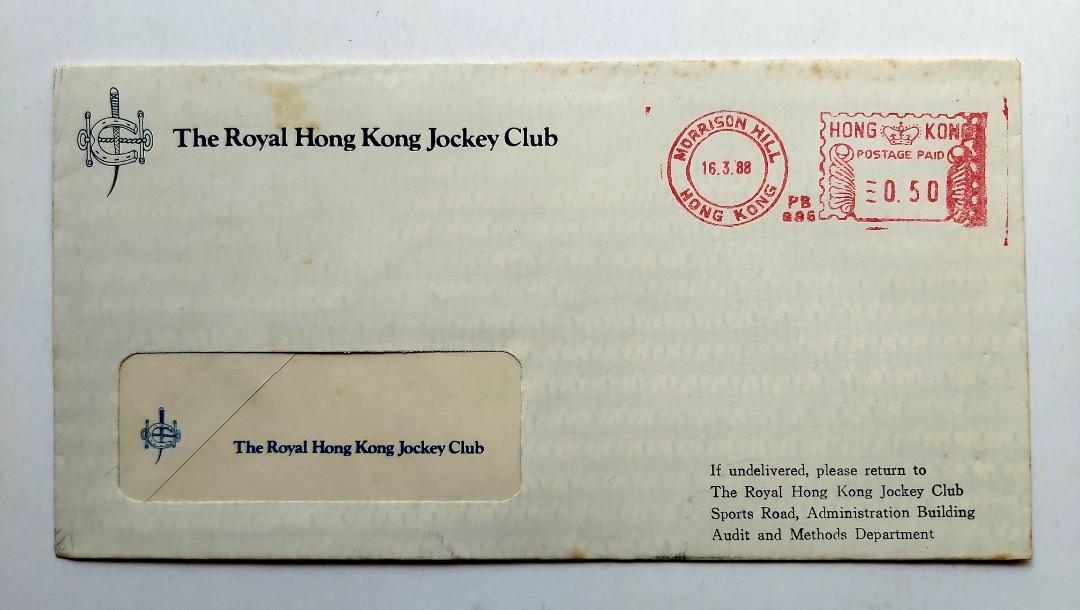 The Royal Hong Kong Jockey Club
MORRISON HILL
16.3.88
HONG KONG
PB
886
HONG KONG
POSTAGE PAID
0.50
The Royal Hong Kong Jockey Club
If undelivered, please return to
The Royal Hong Kong Jockey Club
Sports Road, Administration Building
Audit and Methods Department